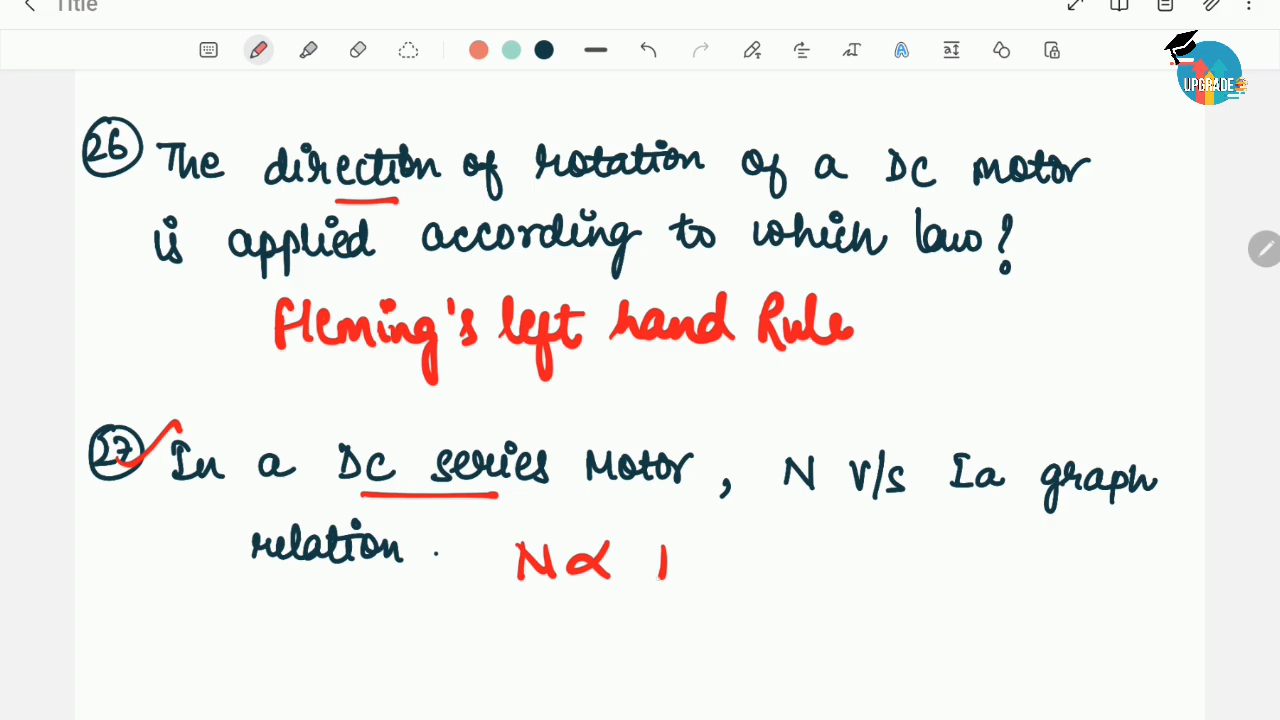 Title
UPGRADE
26 The direction of rotation of a DC motor
is applied according to which law?
Fleming's left hand Rule
27 In a DC series Motor, N V/s Ia graph
relation. N ∝ 1